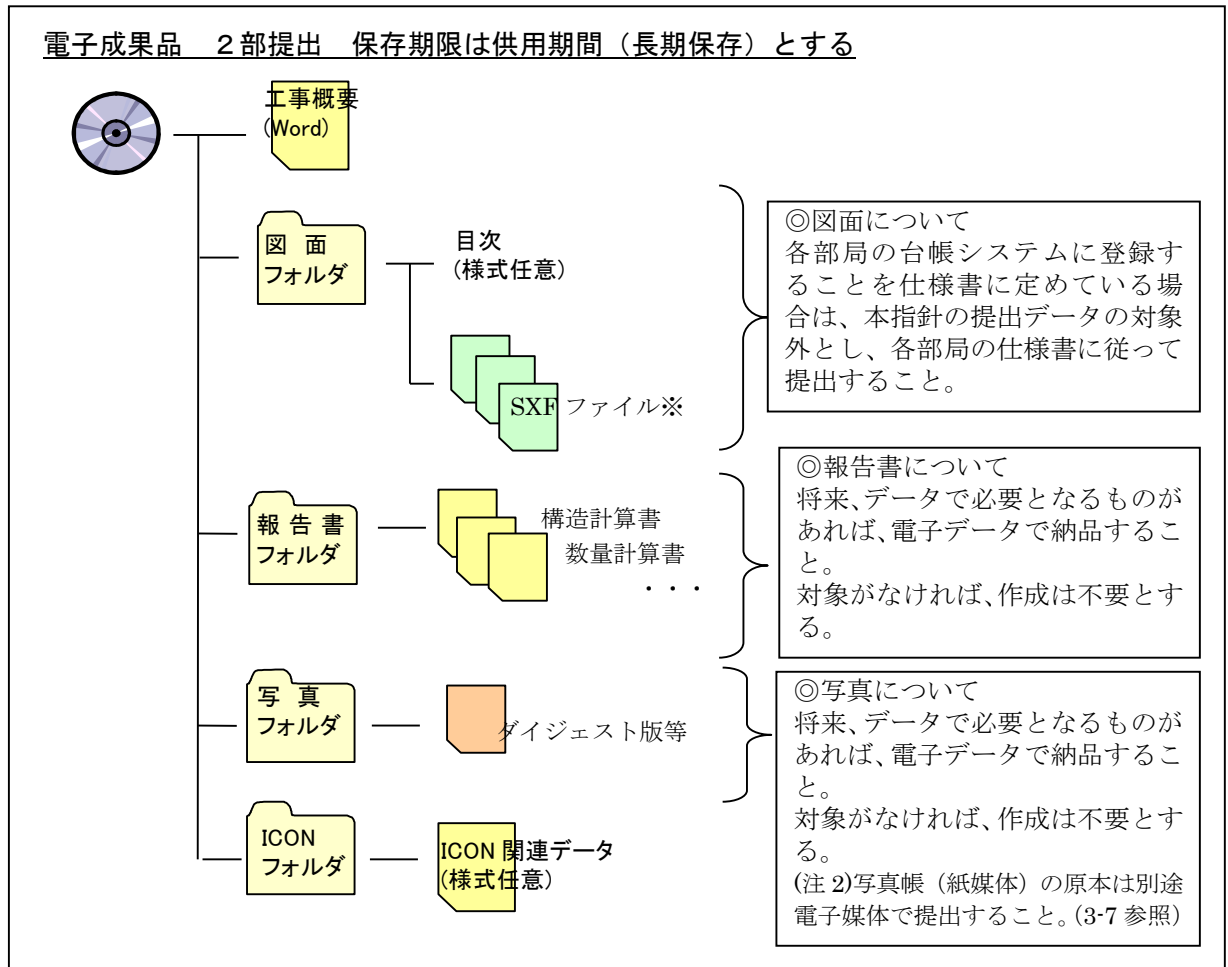 電子成果品　２部提出　保存期限は供用期間（長期保存）とする
工事概要
(Word)
図 面
フォルダ
目次
(様式任意)
SXF ファイル※
◎図面について
各部局の台帳システムに登録す
ることを仕様書に定めている場
合は、本指針の提出データの対象
外とし、各部局の仕様書に従って
提出すること。
報 告 書
フォルダ
構造計算書
数量計算書
・・・
◎報告書について
将来、データで必要となるものが
あれば、電子データで納品するこ
と。
対象がなければ、作成は不要とす
る。
写 真
フォルダ
ダイジェスト版等
◎写真について
将来、データで必要となるものが
あれば、電子データで納品するこ
と。
対象がなければ、作成は不要とす
る。
(注 2)写真帳（紙媒体）の原本は別途
電子媒体で提出すること。(3-7 参照)
ICON
フォルダ
ICON 関連データ
(様式任意)